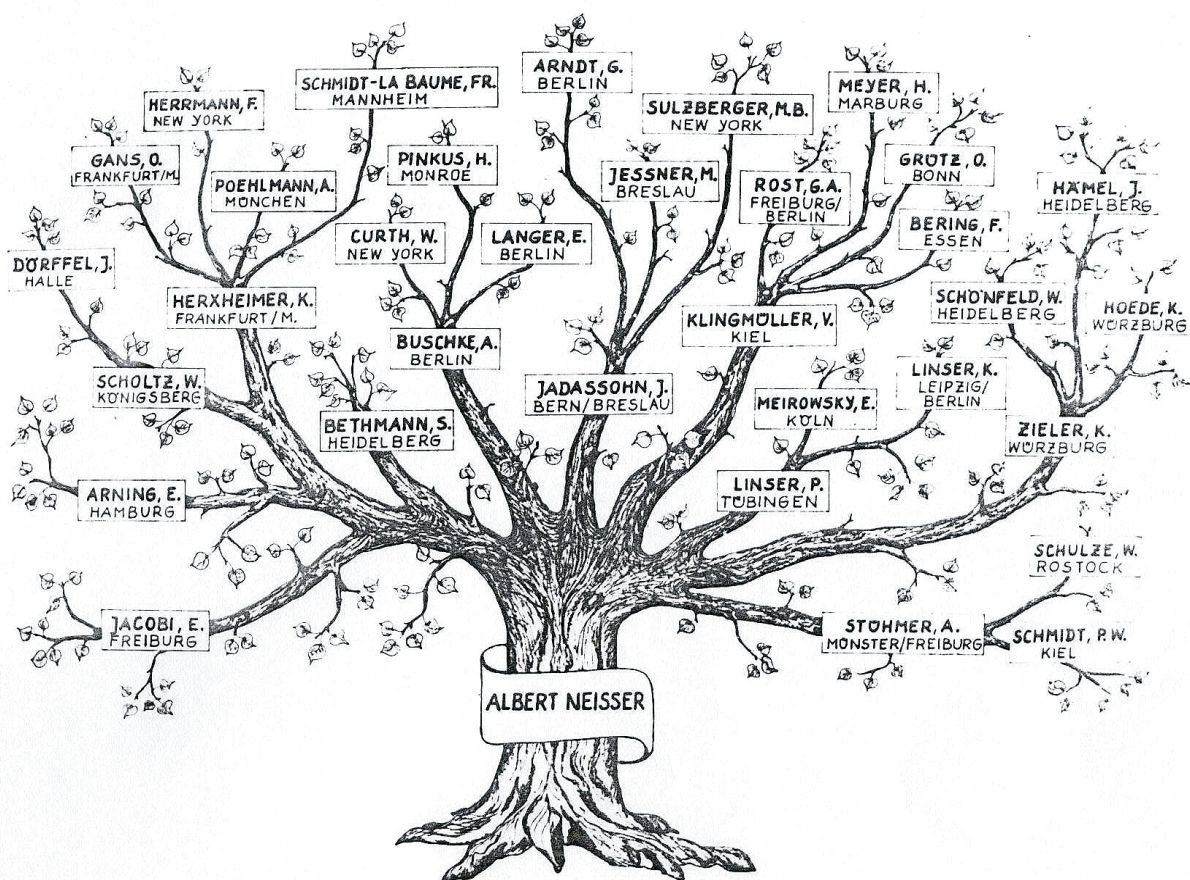 SCHMIDT-LA BAUME, FR.
MANNHEIM
ARNDT, G.
BERLIN
HERRMANN, F.
NEW YORK
SULZBERGER, M.B.
NEW YORK
MEYER, H.
MARBURG
GANS, O.
FRANKFURT/M.
POEHLMANN, A.
MÜNCHEN
PINKUS, H.
MONROE
JESSNER, M.
BRESLAU
ROST, G.A.
FREIBURG/
BERLIN
GRÜTZ, O.
BONN
HÄMEL, J.
HEIDELBERG
DÖRFFEL, J.
HALLE
CURTH, W.
NEW YORK
LANGER, E.
BERLIN
BERING, F.
ESSEN
HERXHEIMER, K.
FRANKFURT/M.
KLINGMÜLLER, V.
KIEL
SCHÖNFELD, W.
HEIDELBERG
HOEDE, K.
WÜRZBURG
BUSCHKE, A.
BERLIN
SCHOLTZ, W.
KÖNIGSBERG
JADASSOHN, J.
BERN/BRESLAU
LINSER, K.
LEIPZIG/
BERLIN
BETHMANN, S.
HEIDELBERG
MEIROWSKY, E.
KÖLN
ZIELER, K.
WÜRZBURG
ARNING, E.
HAMBURG
LINSER, P.
TÜBINGEN
SCHULZE, W.
ROSTOCK
JACOBI, E.
FREIBURG
STÜHMER, A.
MÜNSTER/FREIBURG
SCHMIDT, P.W.
KIEL
ALBERT NEISSER